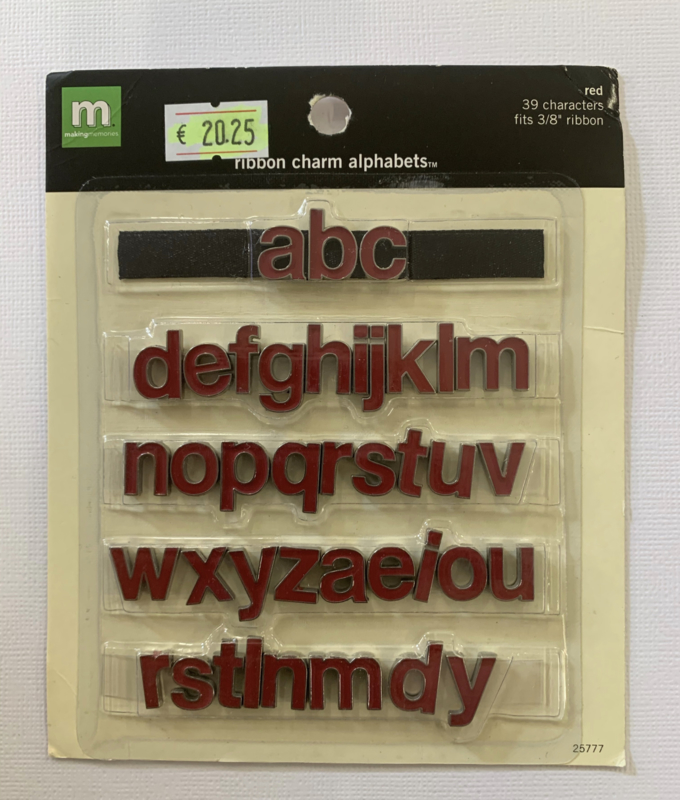 m.
makingmemories
€ 20.25
ribbon charm alphabets™
red
39 characters
fits 3/8" ribbon
abc
defghijklm
nopqrstuv
wxyzaeiou
rstlnmdy
25777